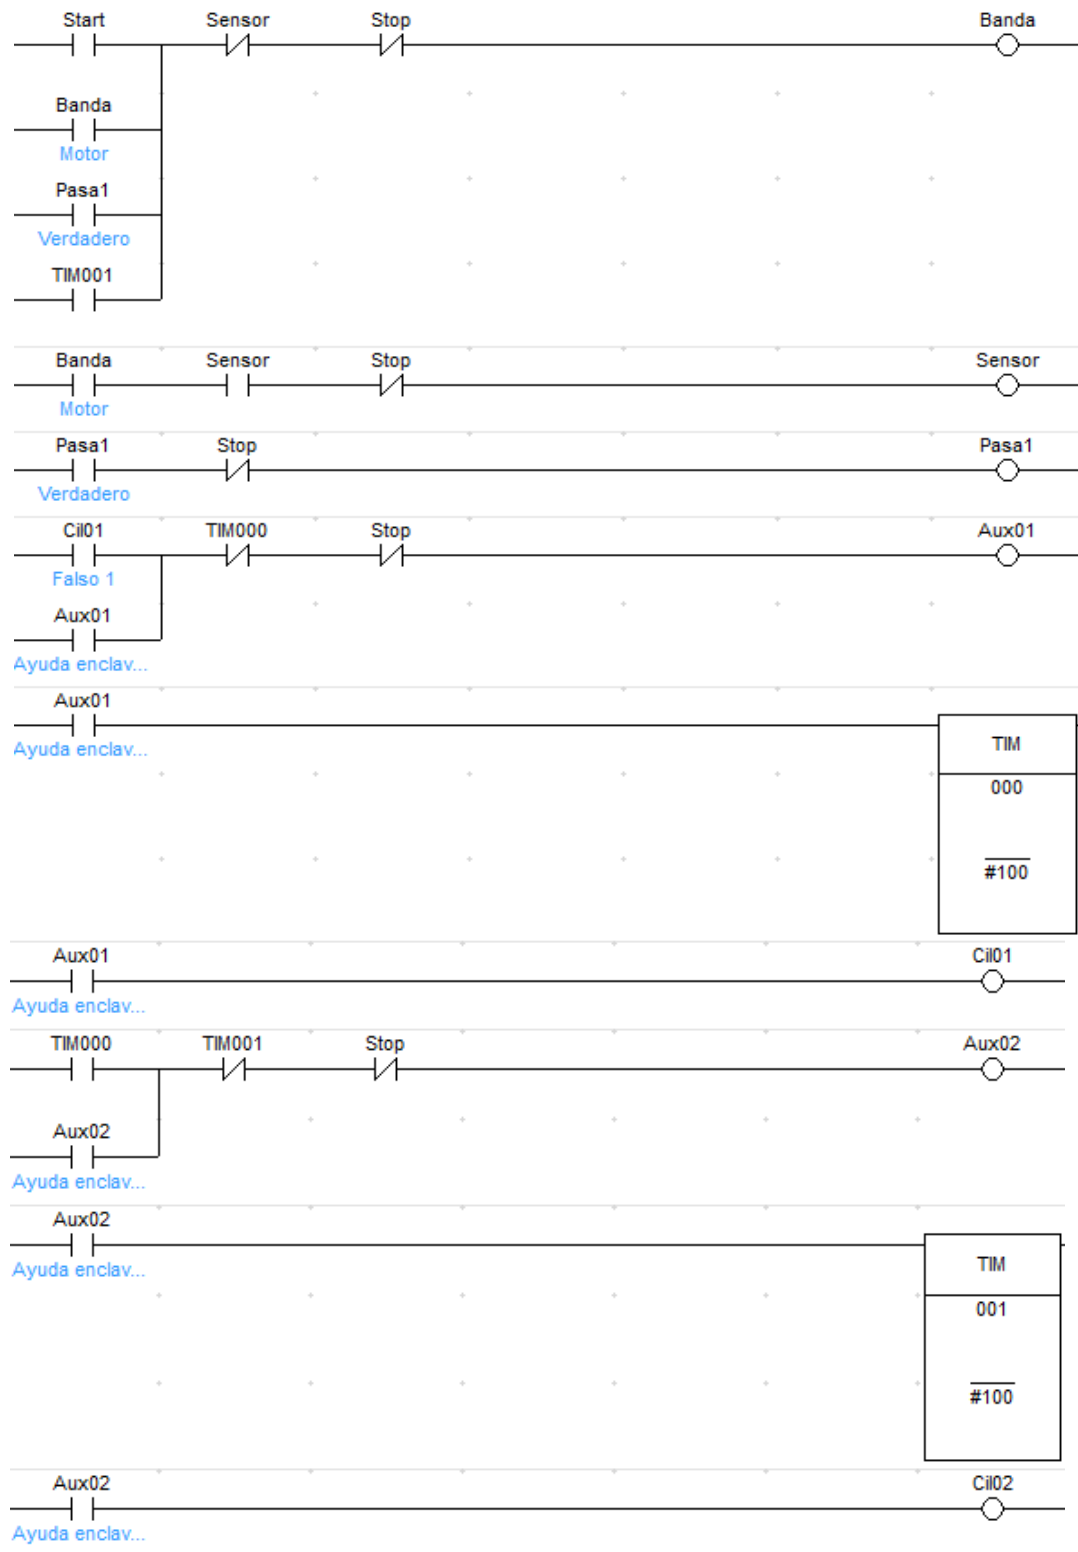 Start Sensor Stop Banda
Banda
Motor
Pasa1
Verdadero
TIM001
Banda Sensor Stop Sensor
Motor
Pasa1 Stop Pasa1
Verdadero
Cil01 TIM000 Stop Aux01
Falso 1
Aux01
Ayuda enclav...
Aux01
Ayuda enclav...
TIM
000
#100
Aux01 Cil01
Ayuda enclav...
TIM000 TIM001 Stop Aux02
Aux02
Ayuda enclav...
Aux02
Ayuda enclav...
TIM
001
#100
Aux02 Cil02
Ayuda enclav...